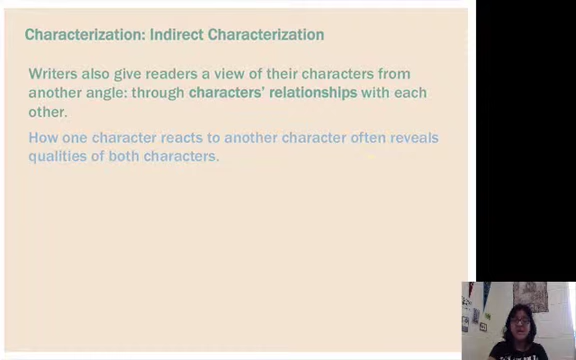 Characterization: Indirect Characterization
Writers also give readers a view of their characters from
another angle: through characters' relationships with each
other.
How one character reacts to another character often reveals
qualities of both characters.